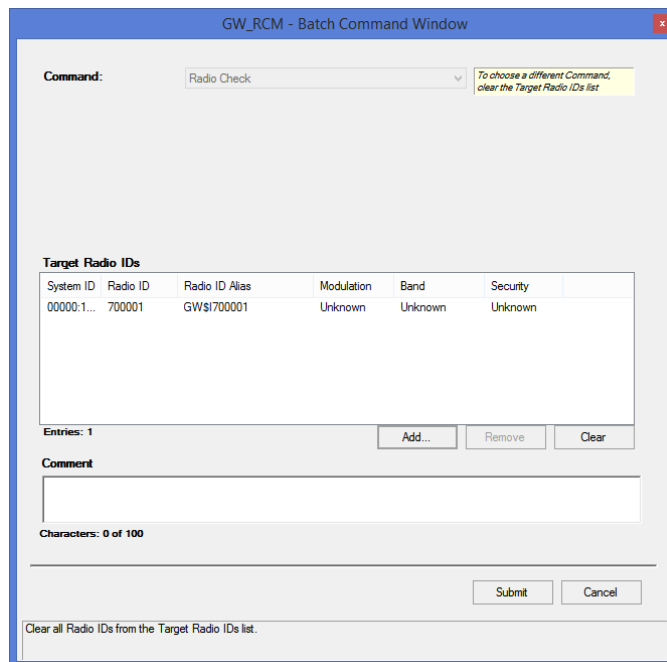 GW_RCM - Batch Command Window
x
Command:
Radio Check
To choose a different Command,
clear the Target Radio IDs list
Target Radio IDs
System ID Radio ID Radio ID Alias Modulation Band Security
00000:1... 700001 GW$I700001 Unknown Unknown Unknown
Entries: 1
Add... Remove Clear
Comment
Characters: 0 of 100
Submit Cancel
Clear all Radio IDs from the Target Radio IDs list.